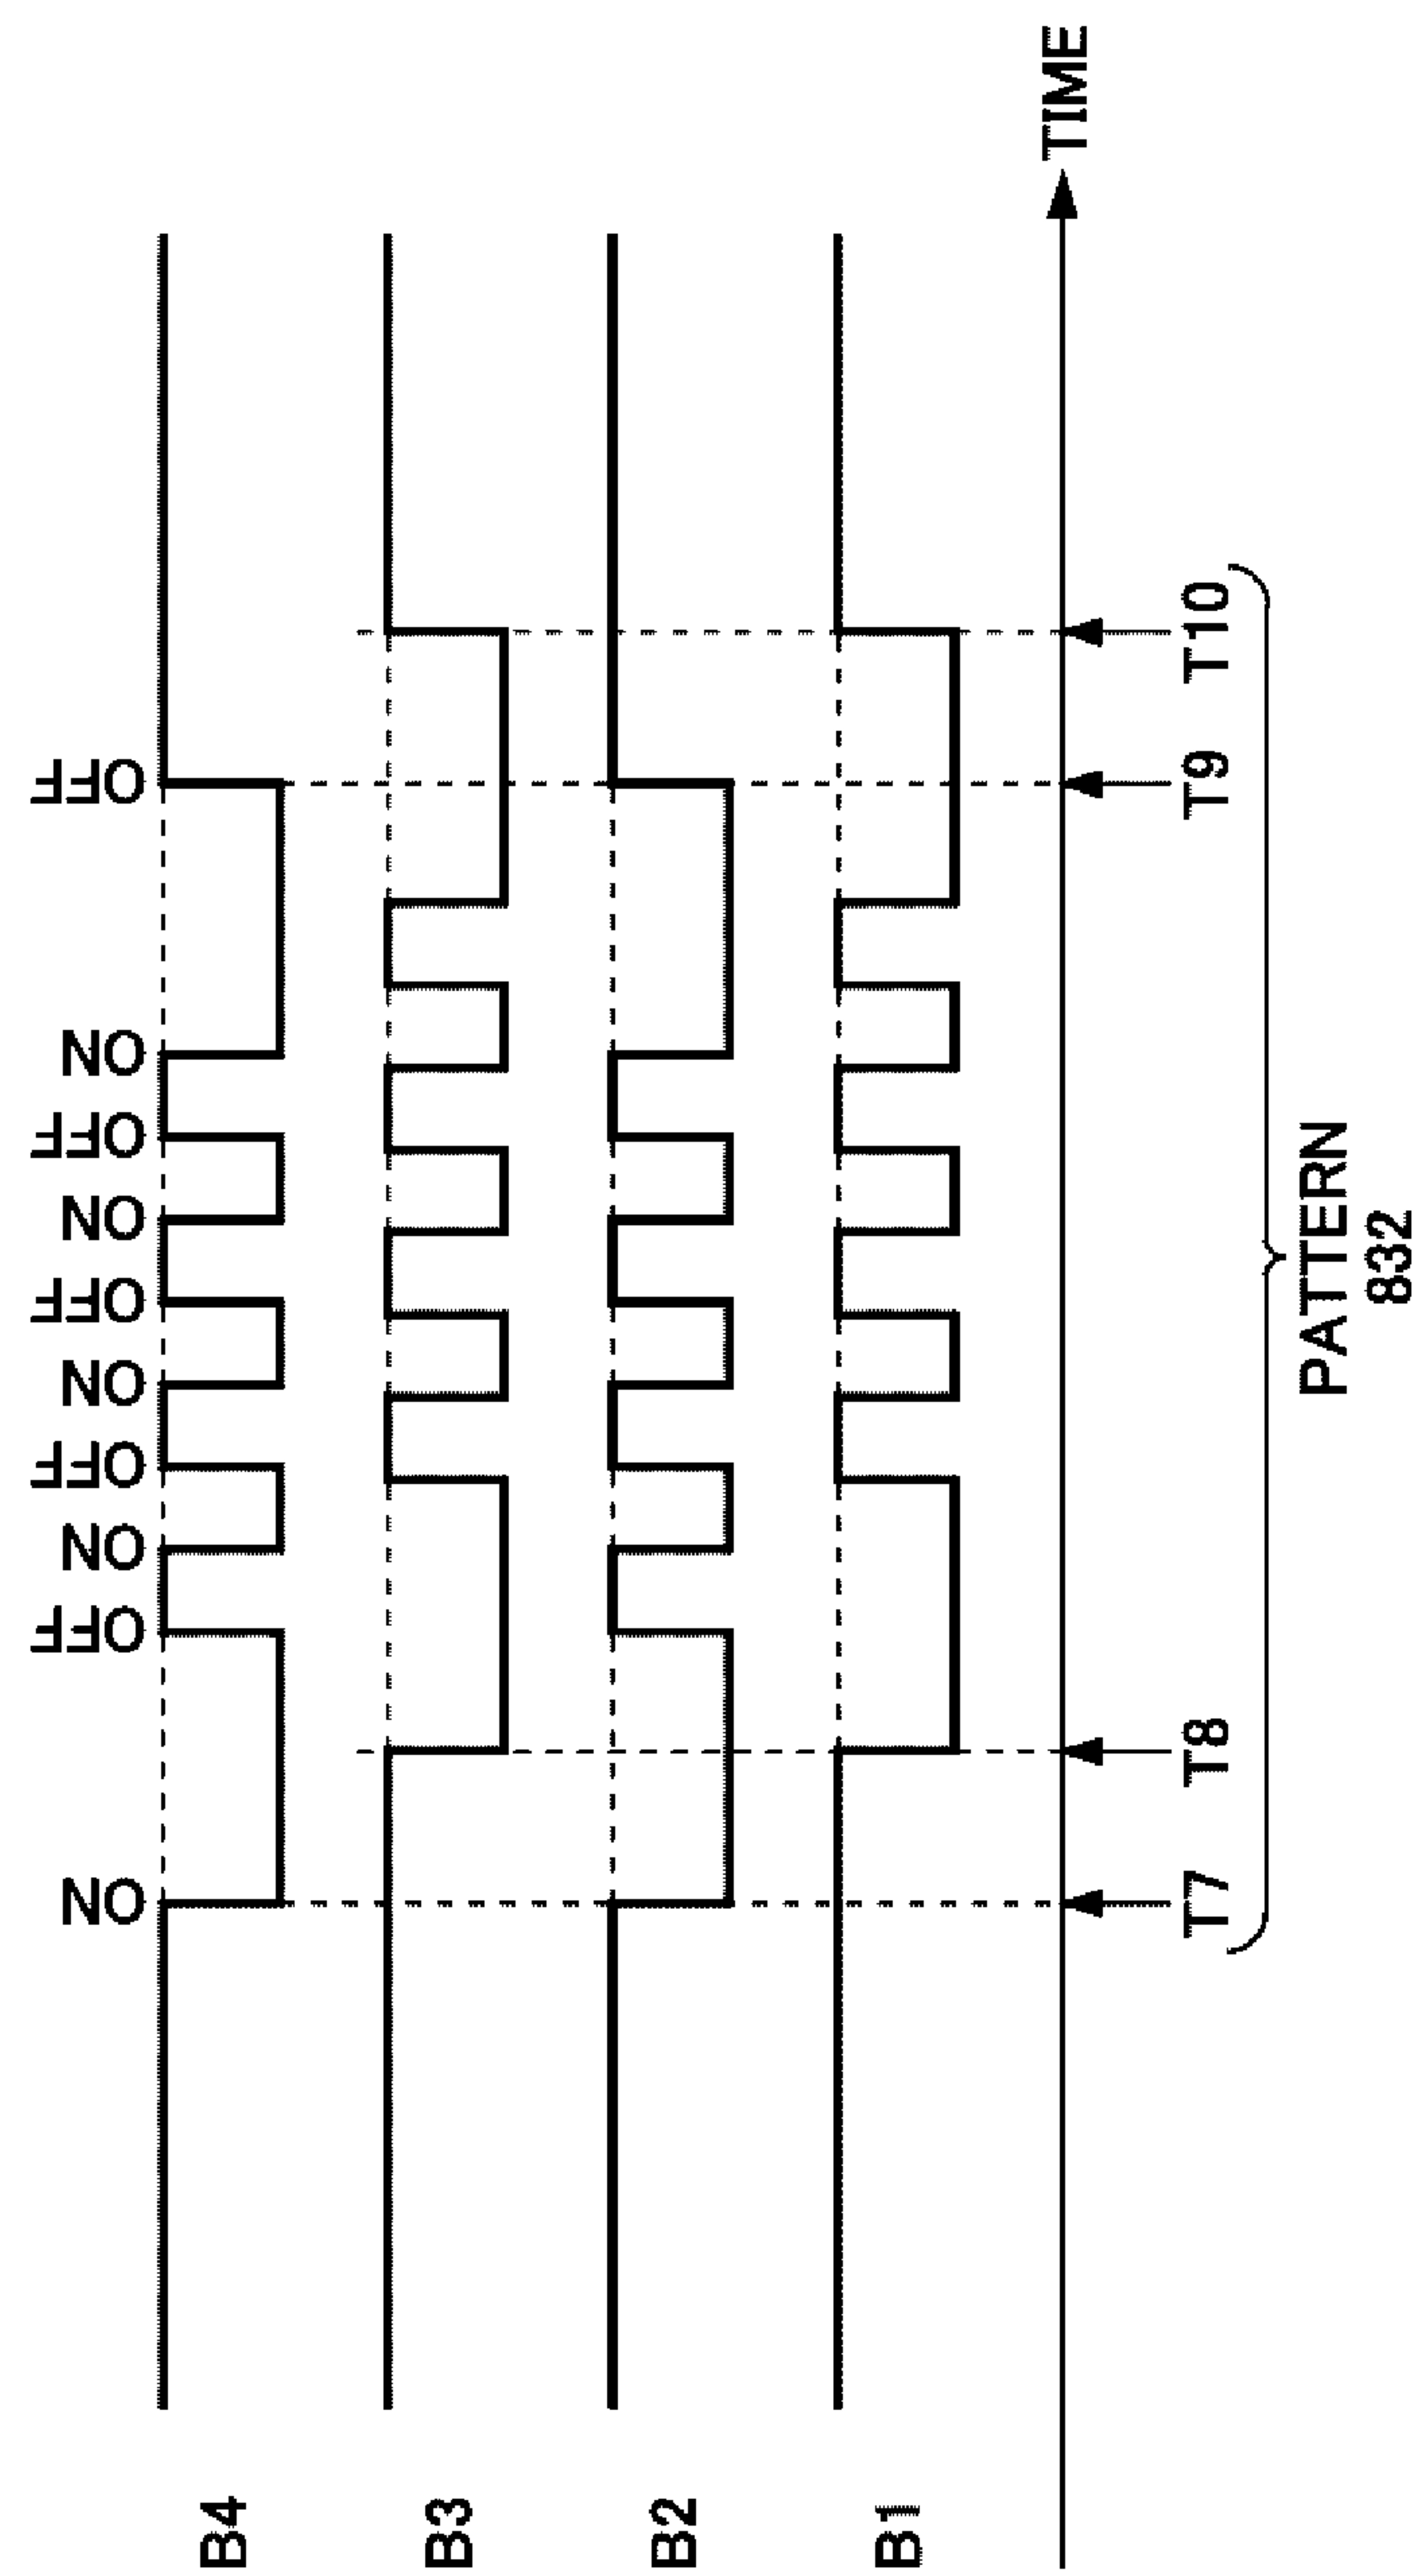 ON
OFF
ON
OFF
ON
OFF
ON
OFF
ON
OFF
B4
B3
B2
B1
TIME
T7
T8
T9
T10
PATTERN
832